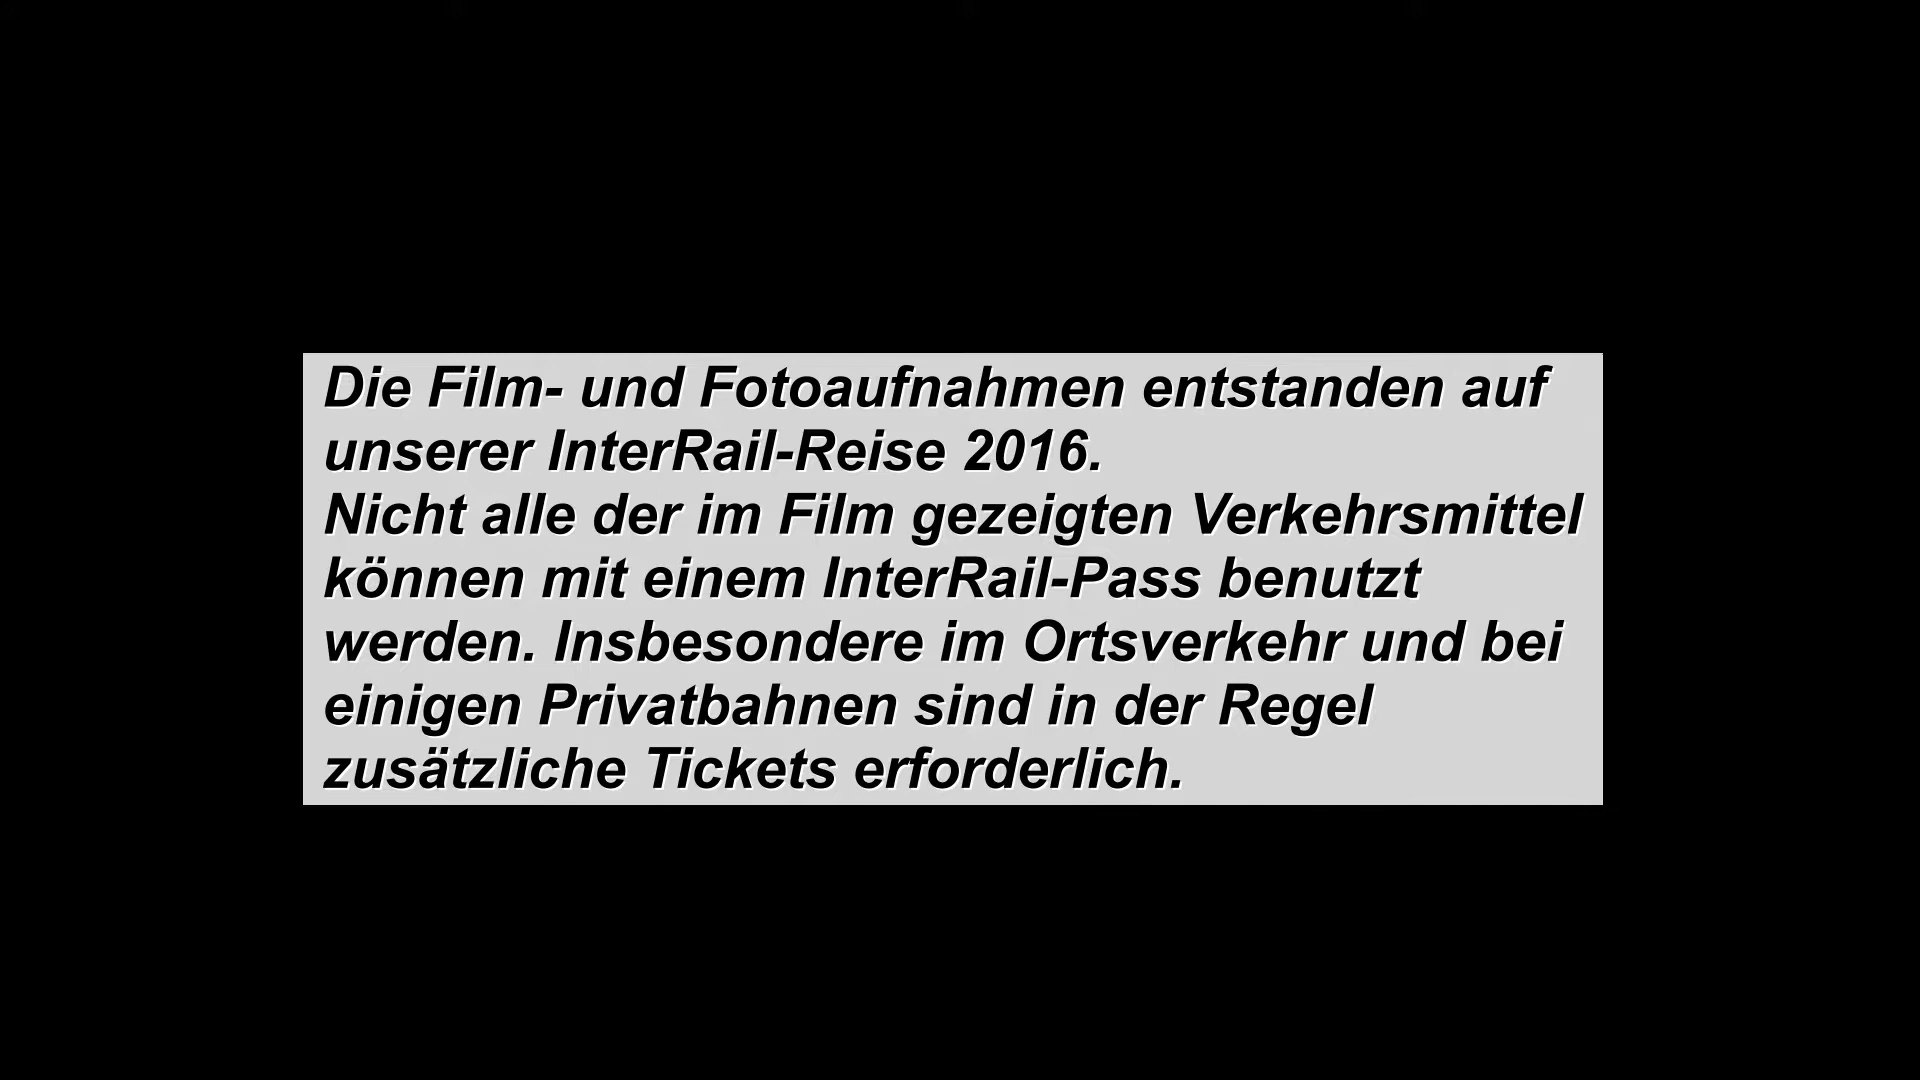 Die Film- und Fotoaufnahmen entstanden auf
unserer InterRail-Reise 2016.
Nicht alle der im Film gezeigten Verkehrsmittel
können mit einem InterRail-Pass benutzt
werden. Insbesondere im Ortsverkehr und bei
einigen Privatbahnen sind in der Regel
zusätzliche Tickets erforderlich.